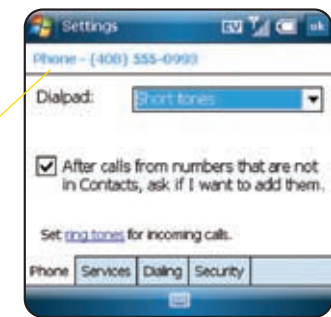 Settings EV ok
Phone - (408) 555-0993
Dialpad: Short tones
After calls from numbers that are not
in Contacts, ask if I want to add them.
Set ring tones for incoming calls.
Phone Services Dialing Security